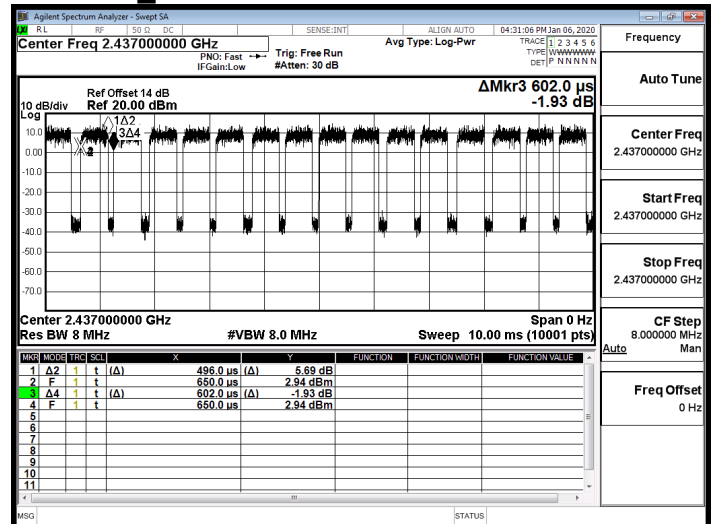 Agilent Spectrum Analyzer - Swept SA
RL RF 50 Ω DC SENSE:INT ALIGN AUTO 04:31:06 PM Jan 06, 2020
Center Freq 2.437000000 GHz
PNO: Fast
IFGain:Low
Trig: Free Run
#Atten: 30 dB
Avg Type: Log-Pwr
TRACE 1 2 3 4 5 6
TYPE WWWWWW
DET P N N N N N
Frequency
ΔMkr3 602.0 µs
-1.93 dB
Ref Offset 14 dB
10 dB/div Ref 20.00 dBm
Log
1Δ2
3Δ4
10.0
0.00
-10.0
-20.0
-30.0
-40.0
-50.0
-60.0
-70.0
Center 2.437000000 GHz Span 0 Hz
Res BW 8 MHz #VBW 8.0 MHz Sweep 10.00 ms (10001 pts)
MKR MODE TRC SCL X Y FUNCTION FUNCTION WIDTH FUNCTION VALUE
1 Δ2 1 t (Δ) 496.0 µs (Δ) 5.69 dB
2 F 1 t 650.0 µs 2.94 dBm
3 Δ4 1 t (Δ) 602.0 µs (Δ) -1.93 dB
4 F 1 t 650.0 µs 2.94 dBm
5
6
7
8
9
10
11
MSG STATUS
Auto Tune
Center Freq
2.437000000 GHz
Start Freq
2.437000000 GHz
Stop Freq
2.437000000 GHz
CF Step
8.000000 MHz
Auto Man
Freq Offset
0 Hz